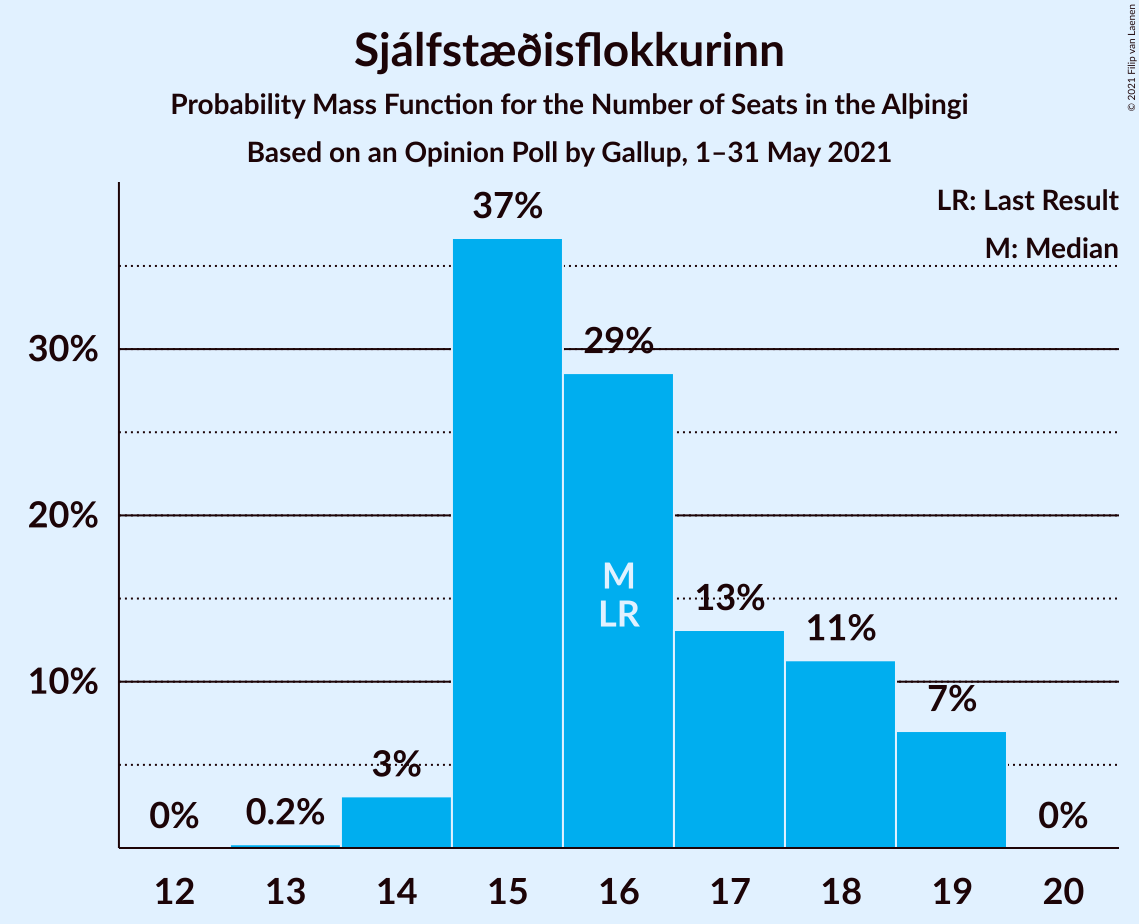 Sjálfstæðisflokkurinn
Probability Mass Function for the Number of Seats in the Alþingi
Based on an Opinion Poll by Gallup, 1–31 May 2021
© 2021 Filip van Laenen
LR: Last Result
M: Median
37%
30%
29%
20%
M
LR
13%
11%
10%
7%
3%
0%
0.2%
0%
12 13 14 15 16 17 18 19 20